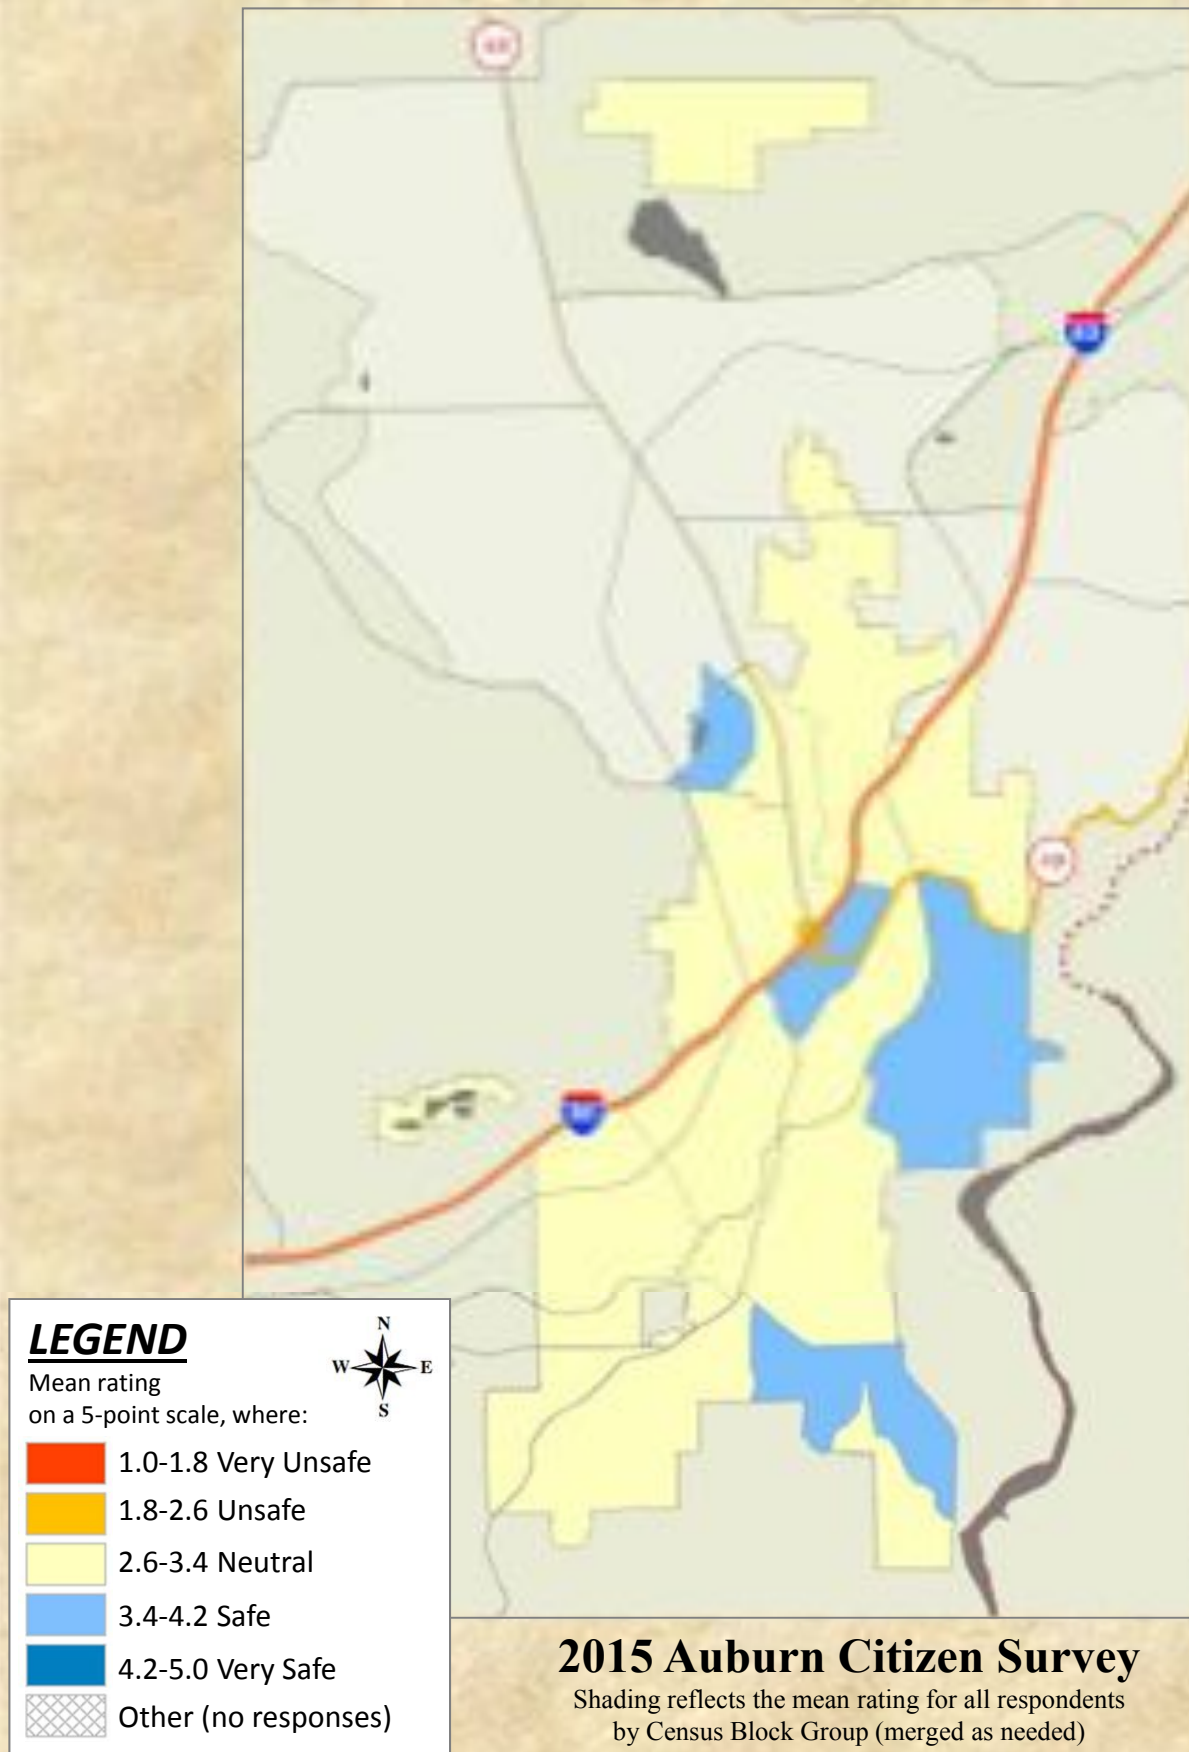 LEGEND
Mean rating
on a 5-point scale, where:
N
W
E
S
1.0-1.8 Very Unsafe
1.8-2.6 Unsafe
2.6-3.4 Neutral
3.4-4.2 Safe
4.2-5.0 Very Safe
Other (no responses)
2015 Auburn Citizen Survey
Shading reflects the mean rating for all respondents
by Census Block Group (merged as needed)